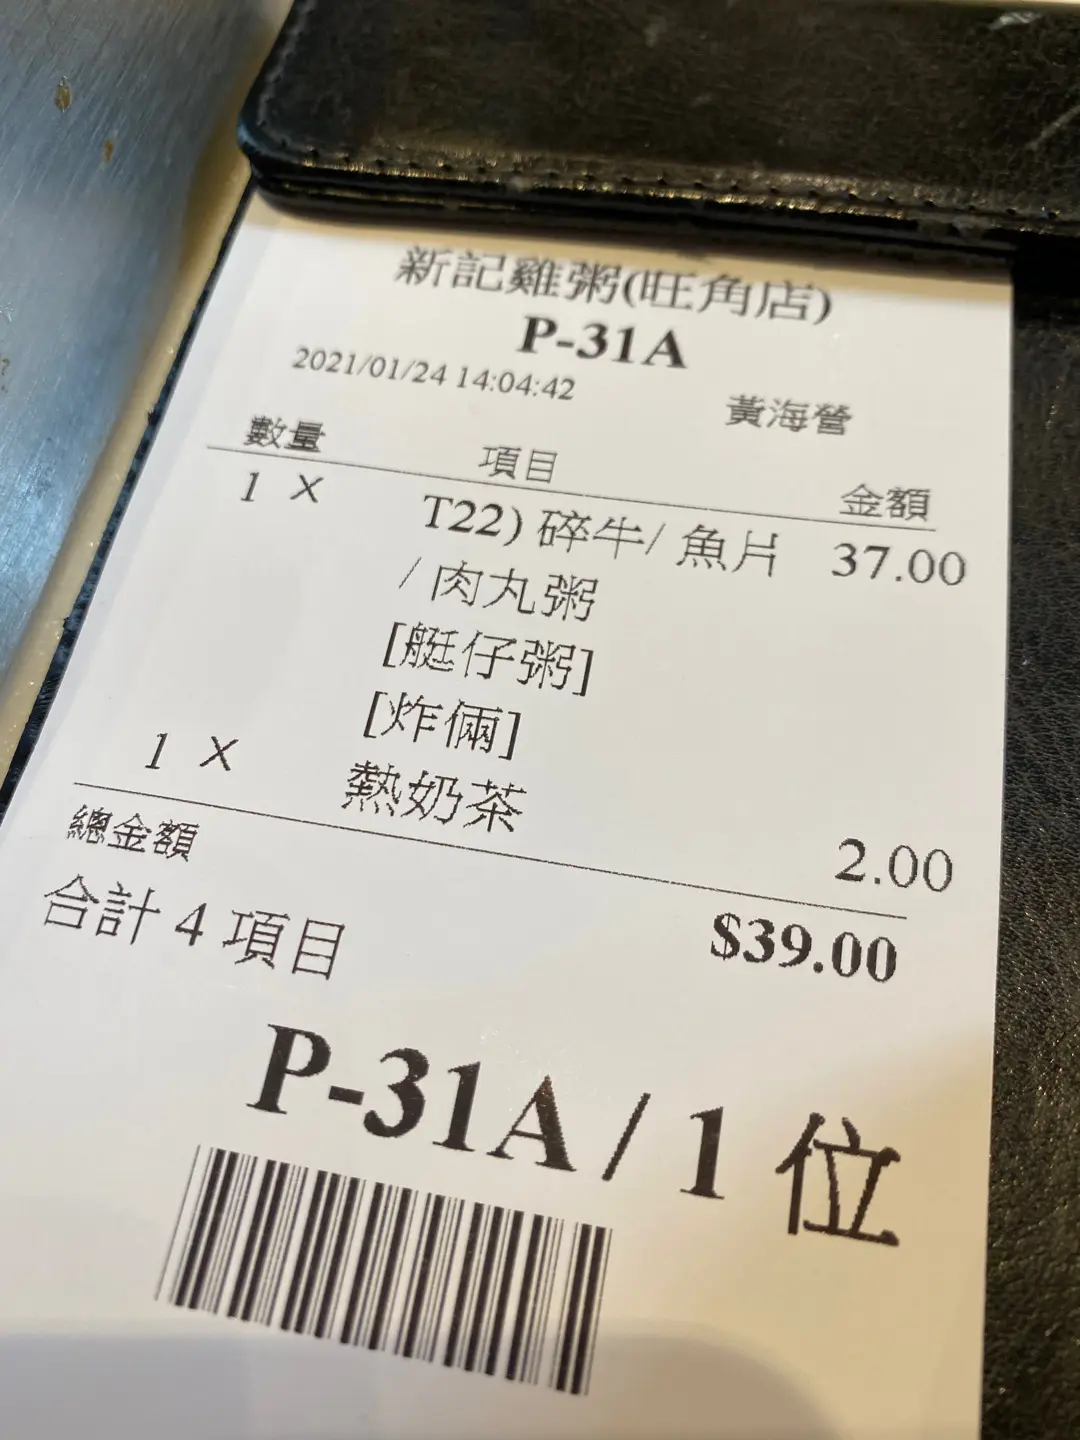 新記雞粥(旺角店)
P-31A
2021/01/24 14:04:42 黃海營
數量 項目 金額
1 X T22) 碎牛/ 魚片 37.00
/ 肉丸粥
[艇仔粥]
[炸倆]
1 X 熱奶茶 2.00
總金額 $39.00
合計 4 項目
P-31A / 1 位